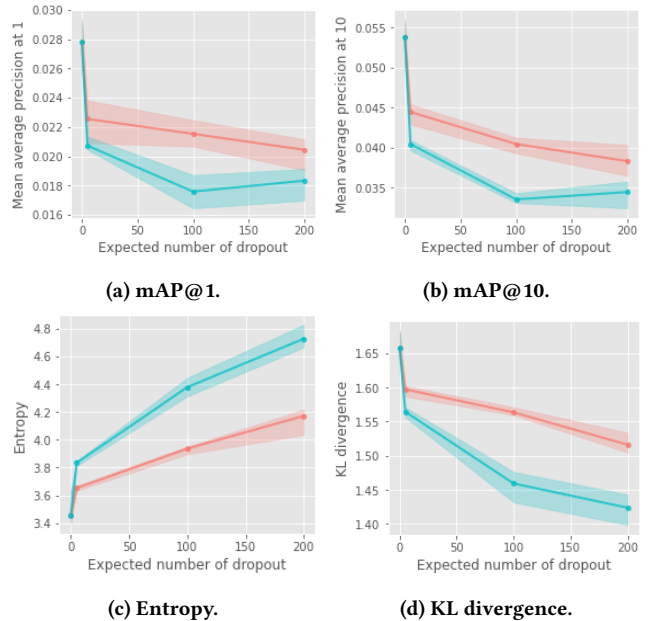 Mean average precision at 1
0.030
0.028
0.026
0.024
0.022
0.020
0.018
0.016
0 50 100 150 200
Expected number of dropout
(a) mAP@1.
Mean average precision at 10
0.055
0.050
0.045
0.040
0.035
0 50 100 150 200
Expected number of dropout
(b) mAP@10.
Entropy
4.8
4.6
4.4
4.2
4.0
3.8
3.6
3.4
0 50 100 150 200
Expected number of dropout
(c) Entropy.
KL divergence
1.65
1.60
1.55
1.50
1.45
1.40
0 50 100 150 200
Expected number of dropout
(d) KL divergence.